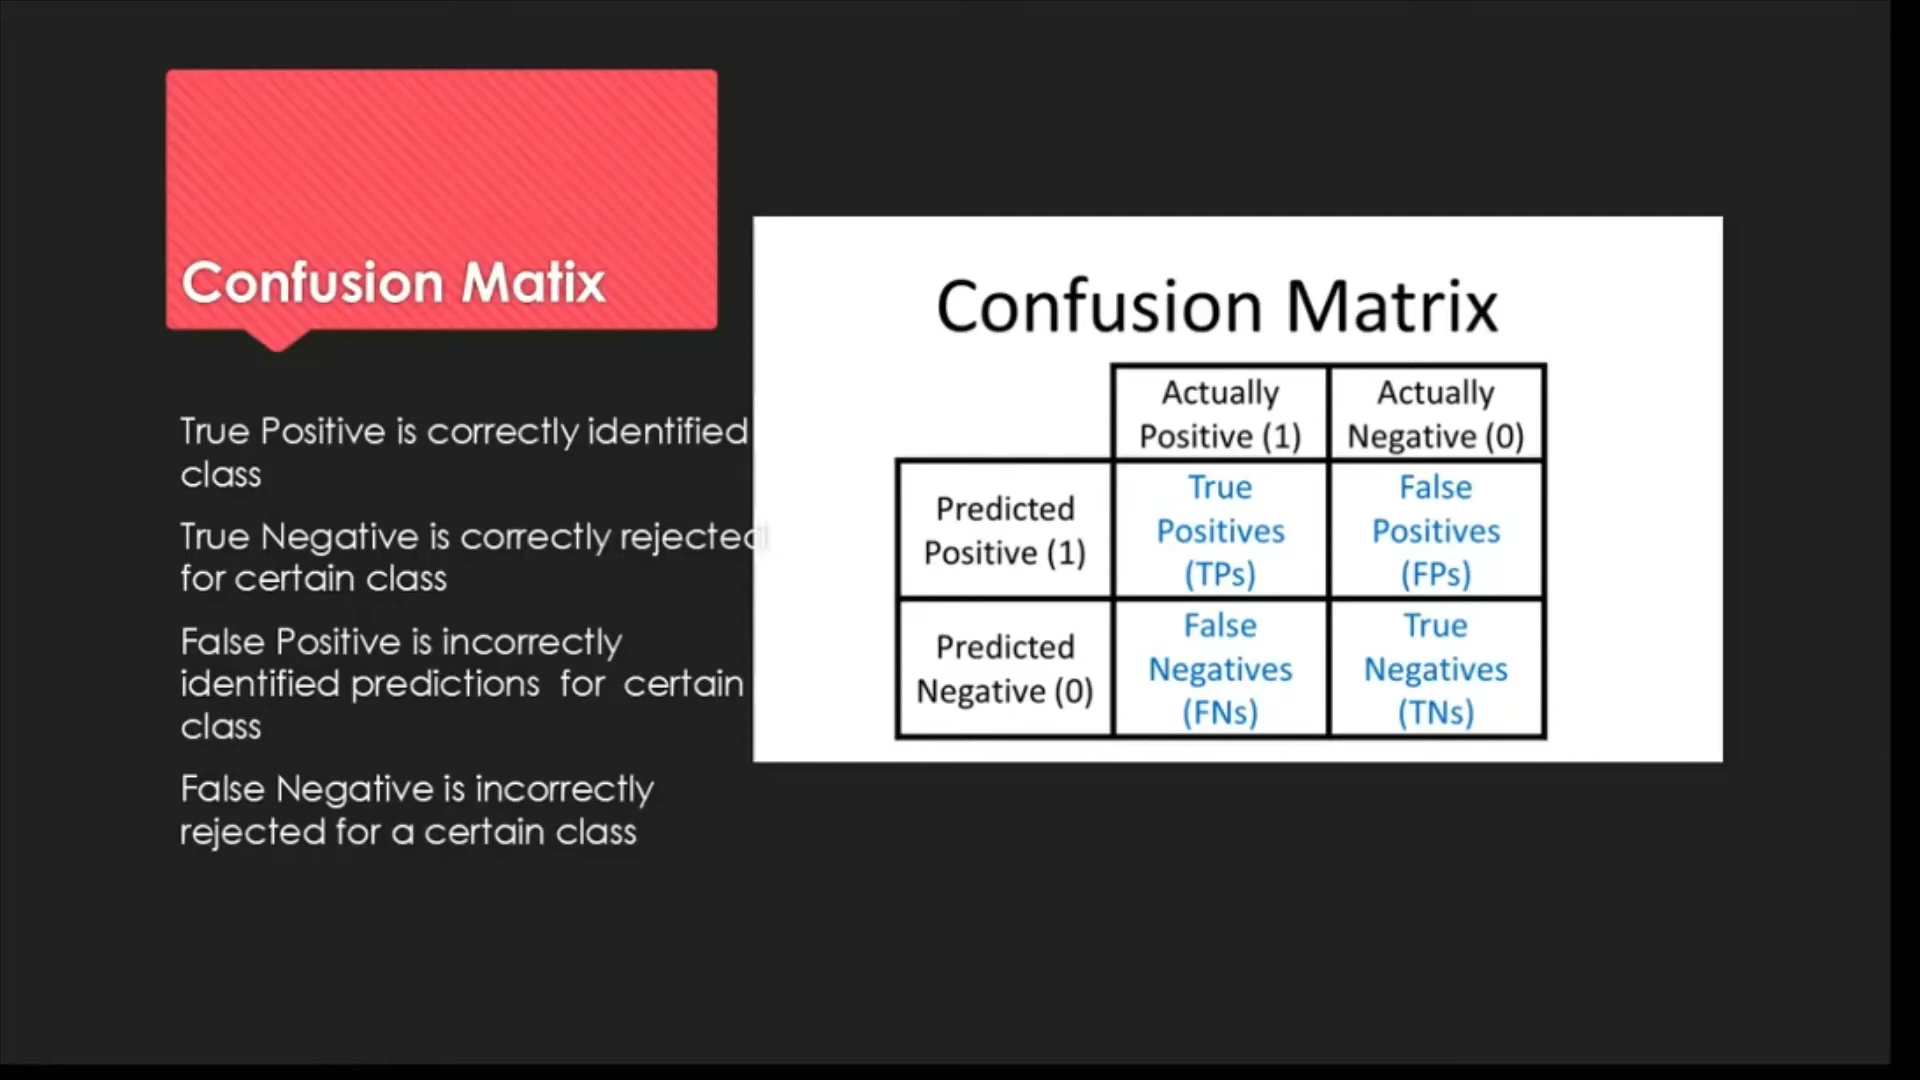 Confusion Matix
True Positive is correctly identified
class
True Negative is correctly rejected
for certain class
False Positive is incorrectly
identified predictions  for  certain
class
False Negative is incorrectly
rejected for a certain class
Confusion Matrix
Actually
Positive (1)
Actually
Negative (0)
Predicted
Positive (1)
True
Positives
(TPs)
False
Positives
(FPs)
Predicted
Negative (0)
False
Negatives
(FNs)
True
Negatives
(TNs)